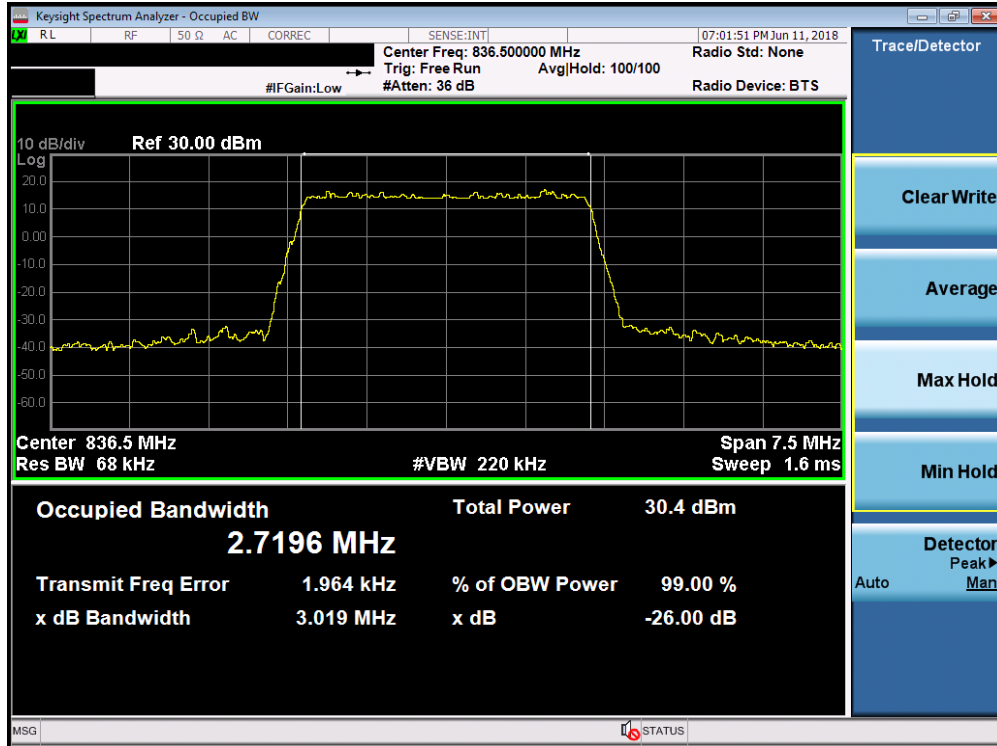 Keysight Spectrum Analyzer - Occupied BW
LXI RL RF 50 Ω AC CORREC SENSE:INT 07:01:51 PM Jun 11, 2018
Center Freq: 836.500000 MHz Radio Std: None
Trig: Free Run Avg|Hold: 100/100
#IFGain:Low #Atten: 36 dB Radio Device: BTS
10 dB/div Ref 30.00 dBm
Log
20.0
10.0
0.00
-10.0
-20.0
-30.0
-40.0
-50.0
-60.0
Center 836.5 MHz Span 7.5 MHz
Res BW 68 kHz #VBW 220 kHz Sweep 1.6 ms
Occupied Bandwidth Total Power 30.4 dBm
2.7196 MHz
Transmit Freq Error 1.964 kHz % of OBW Power 99.00 %
x dB Bandwidth 3.019 MHz x dB -26.00 dB
MSG STATUS
Trace/Detector
Clear Write
Average
Max Hold
Min Hold
Detector
Peak▶
Auto Man